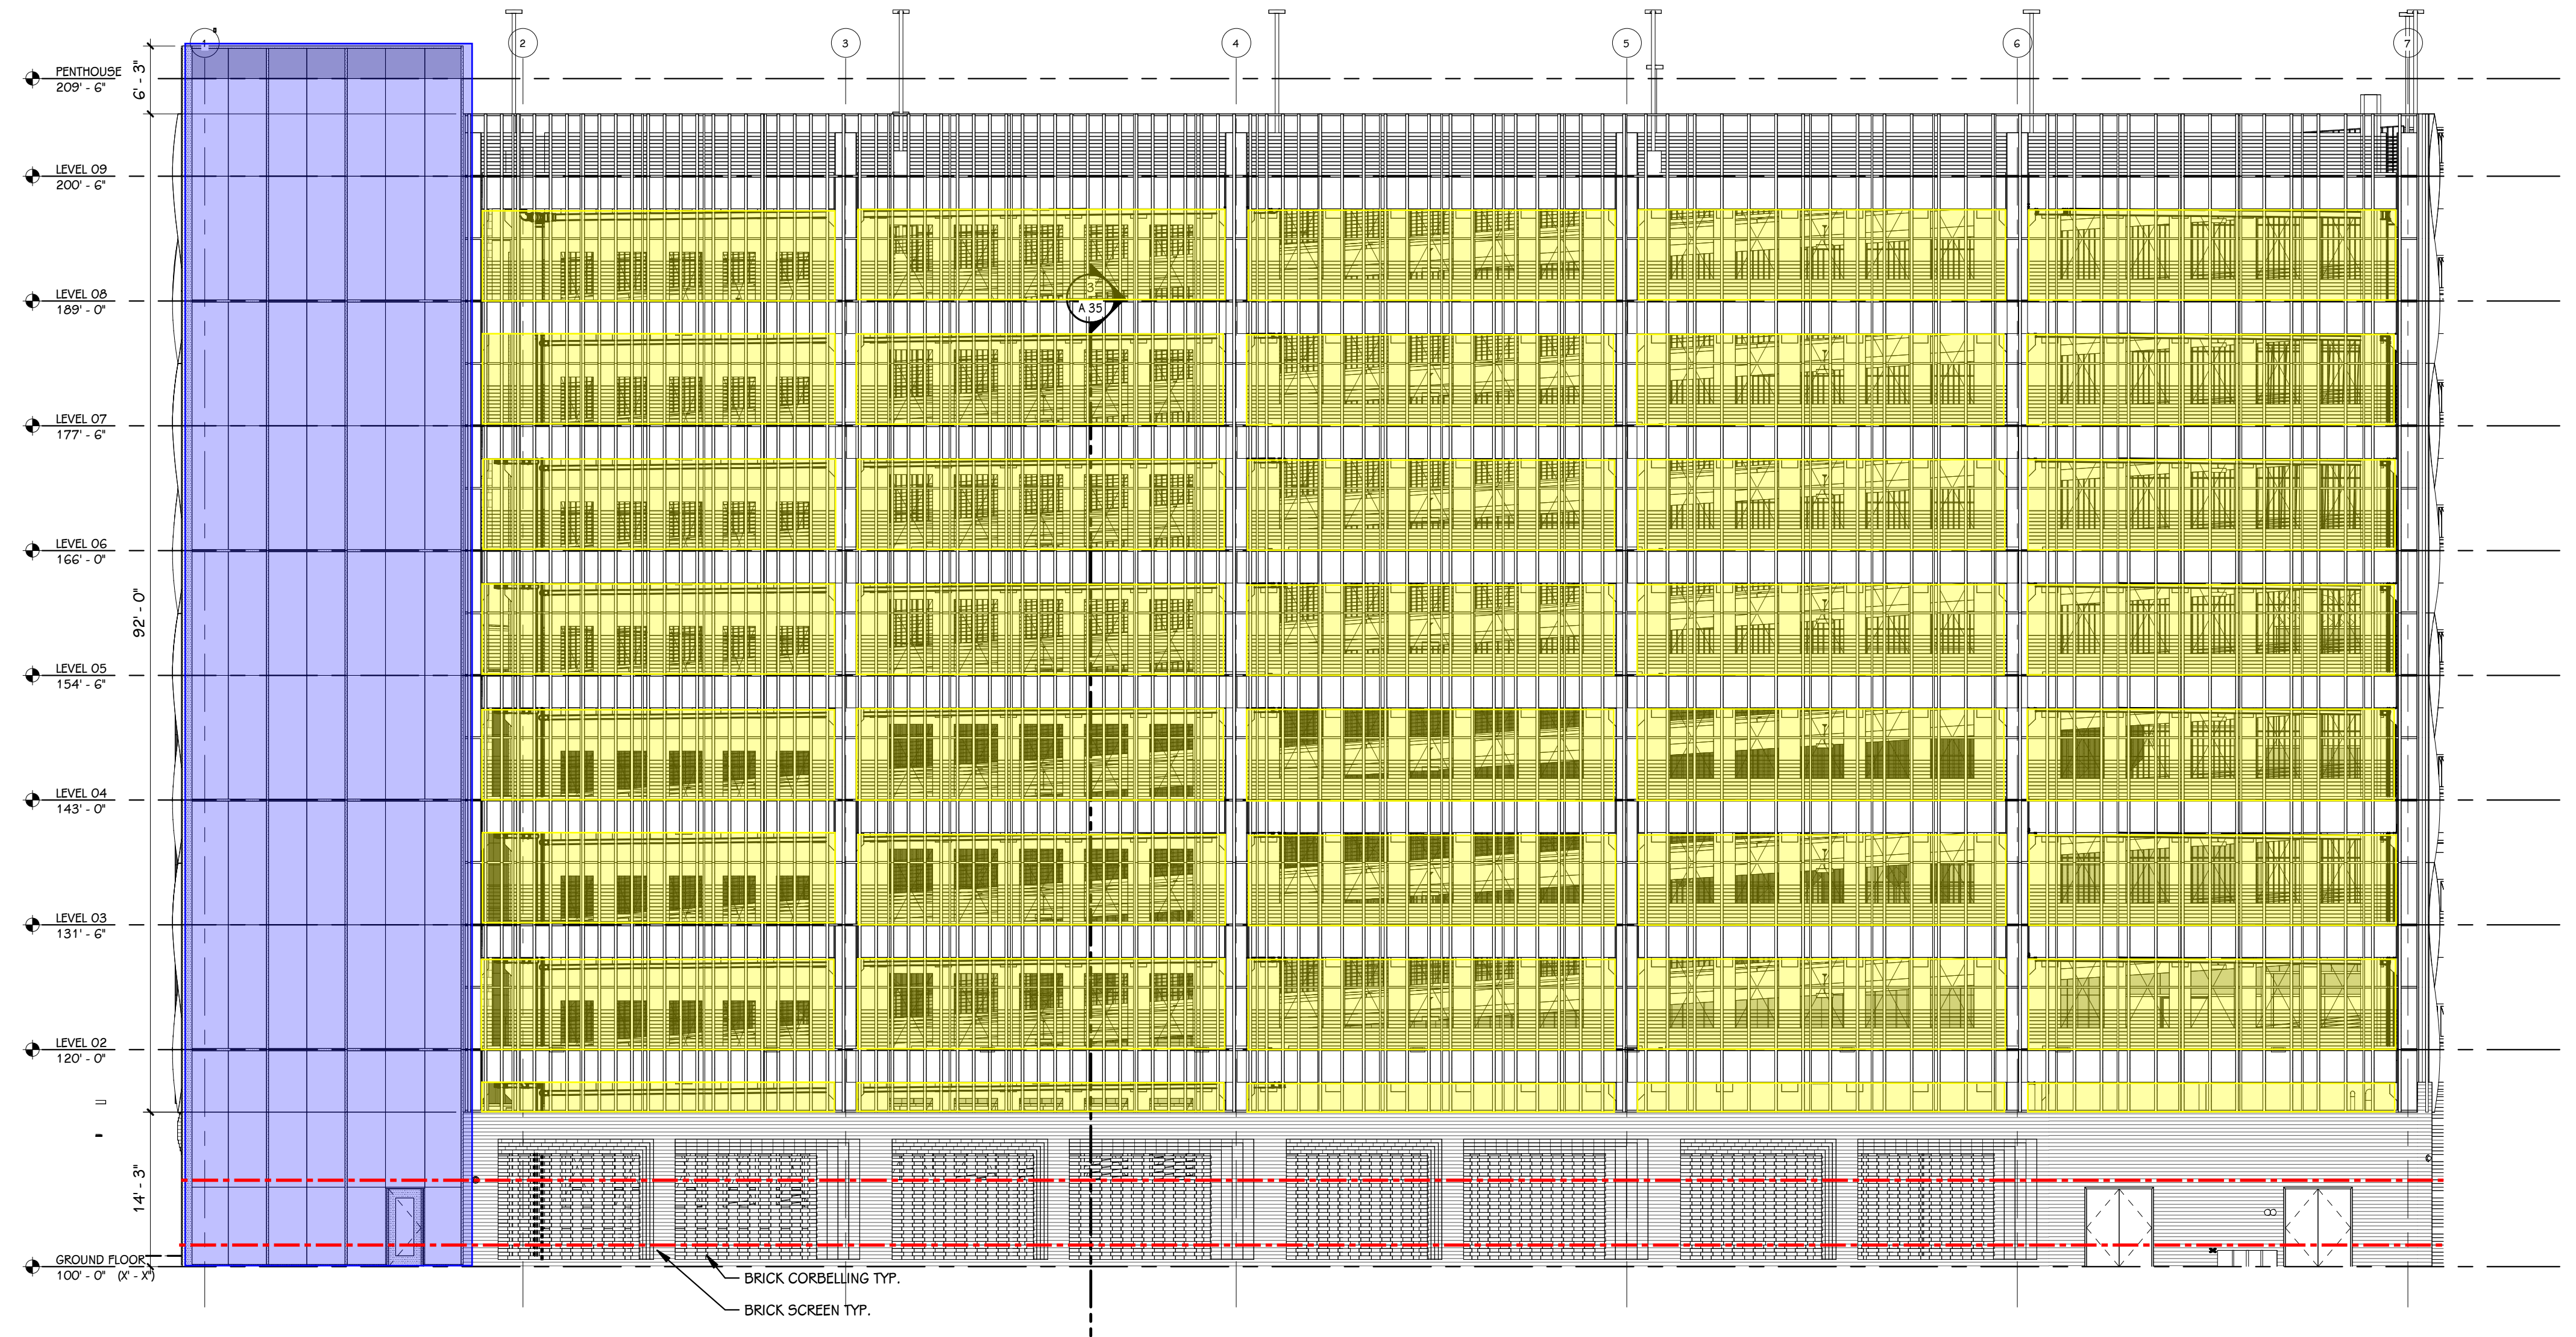 1
2
3
4
5
6
7
PENTHOUSE
209' - 6"
6' - 3"
LEVEL 09
200' - 6"
LEVEL 08
189' - 0"
3
A 35
LEVEL 07
177' - 6"
LEVEL 06
166' - 0"
92' - 0"
LEVEL 05
154' - 6"
LEVEL 04
143' - 0"
LEVEL 03
131' - 6"
LEVEL 02
120' - 0"
14' - 3"
GROUND FLOOR
100' - 0" (X' - X")
BRICK CORBELLING TYP.
BRICK SCREEN TYP.